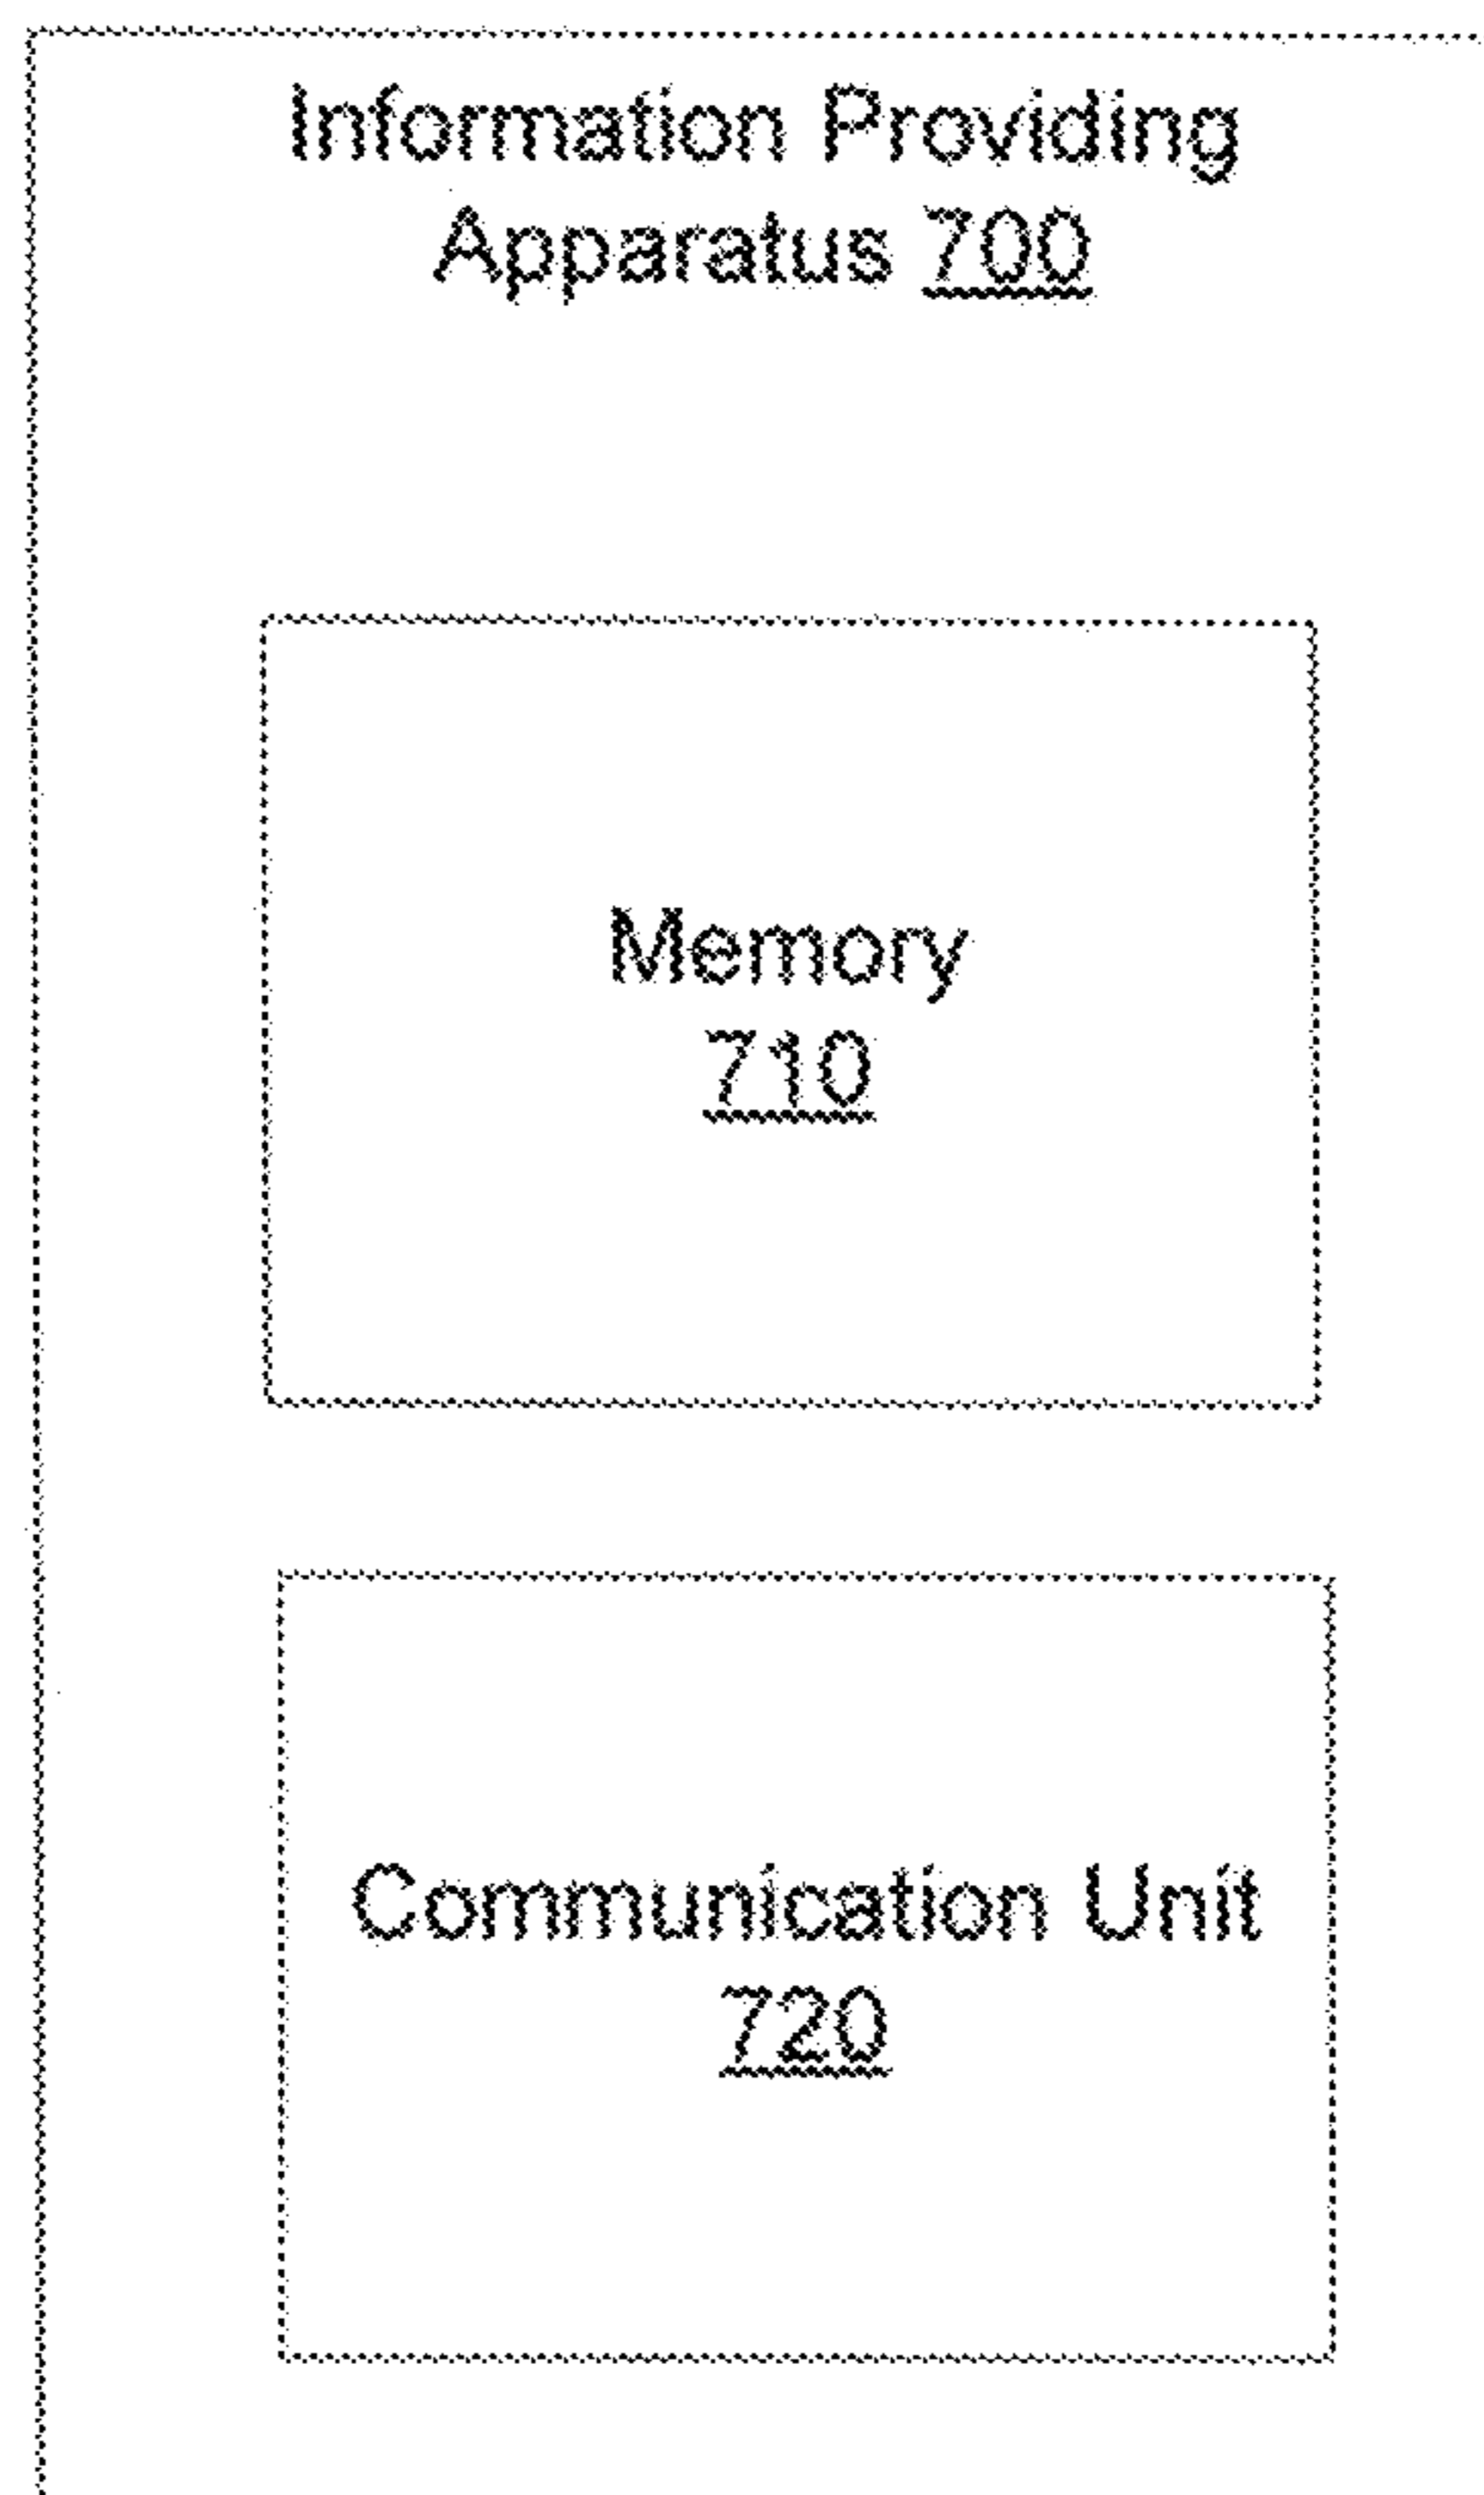 Information Providing
Apparatus 700
Memory
710
Communication Unit
720